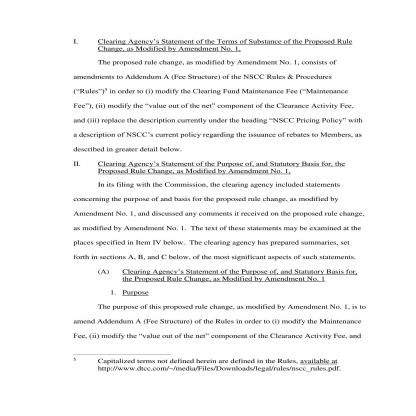 I. Clearing Agency's Statement of the Terms of Substance of the Proposed Rule
Change, as Modified by Amendment No. 1,
The proposed rule change, as modified by Amendment No. 1, consists of
amendments to Addendum A (Fee Structure) of the NSCC Rules & Procedures
("Rules")⁵ in order to (i) modify the Clearing Fund Maintenance Fee ("Maintenance
Fee"), (ii) modify the "value out of the net" component of the Clearance Activity Fee,
and (iii) replace the description currently under the heading "NSCC Pricing Policy" with
a description of NSCC's current policy regarding the issuance of rebates to Members, as
described in greater detail below.
II. Clearing Agency's Statement of the Purpose of, and Statutory Basis for, the
Proposed Rule Change, as Modified by Amendment No. 1,
In its filing with the Commission, the clearing agency included statements
concerning the purpose of and basis for the proposed rule change, as modified by
Amendment No. 1, and discussed any comments it received on the proposed rule change,
as modified by Amendment No. 1. The text of these statements may be examined at the
places specified in Item IV below. The clearing agency has prepared summaries, set
forth in sections A, B, and C below, of the most significant aspects of such statements.
(A) Clearing Agency's Statement of the Purpose of, and Statutory Basis for,
the Proposed Rule Change, as Modified by Amendment No. 1
1. Purpose
The purpose of this proposed rule change, as modified by Amendment No. 1, is to
amend Addendum A (Fee Structure) of the Rules in order to (i) modify the Maintenance
Fee, (ii) modify the "value out of the net" component of the Clearance Activity Fee, and
⁵ Capitalized terms not defined herein are defined in the Rules, available at
http://www.dtcc.com/~/media/Files/Downloads/legal/rules/nscc_rules.pdf.